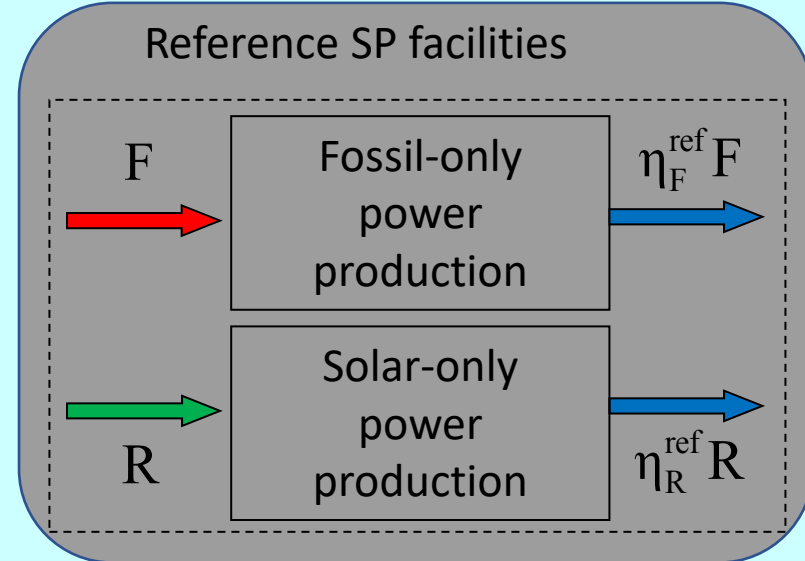 Reference SP facilities
F
Fossil-only
power
production
η_F^ref F
R
Solar-only
power
production
η_R^ref R